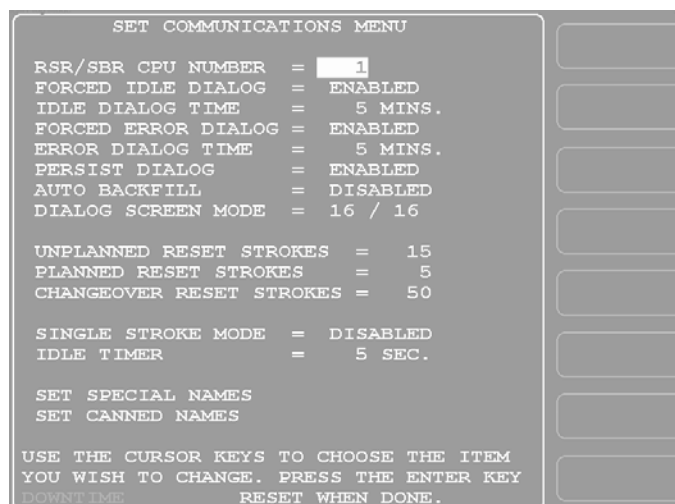 SET COMMUNICATIONS MENU
RSR/SBR CPU NUMBER = 1
FORCED IDLE DIALOG = ENABLED
IDLE DIALOG TIME = 5 MINS.
FORCED ERROR DIALOG = ENABLED
ERROR DIALOG TIME = 5 MINS.
PERSIST DIALOG = ENABLED
AUTO BACKFILL = DISABLED
DIALOG SCREEN MODE = 16 / 16
UNPLANNED RESET STROKES = 15
PLANNED RESET STROKES = 5
CHANGEOVER RESET STROKES = 50
SINGLE STROKE MODE = DISABLED
IDLE TIMER = 5 SEC.
SET SPECIAL NAMES
SET CANNED NAMES
USE THE CURSOR KEYS TO CHOOSE THE ITEM
YOU WISH TO CHANGE. PRESS THE ENTER KEY
DOWNTIME RESET WHEN DONE.